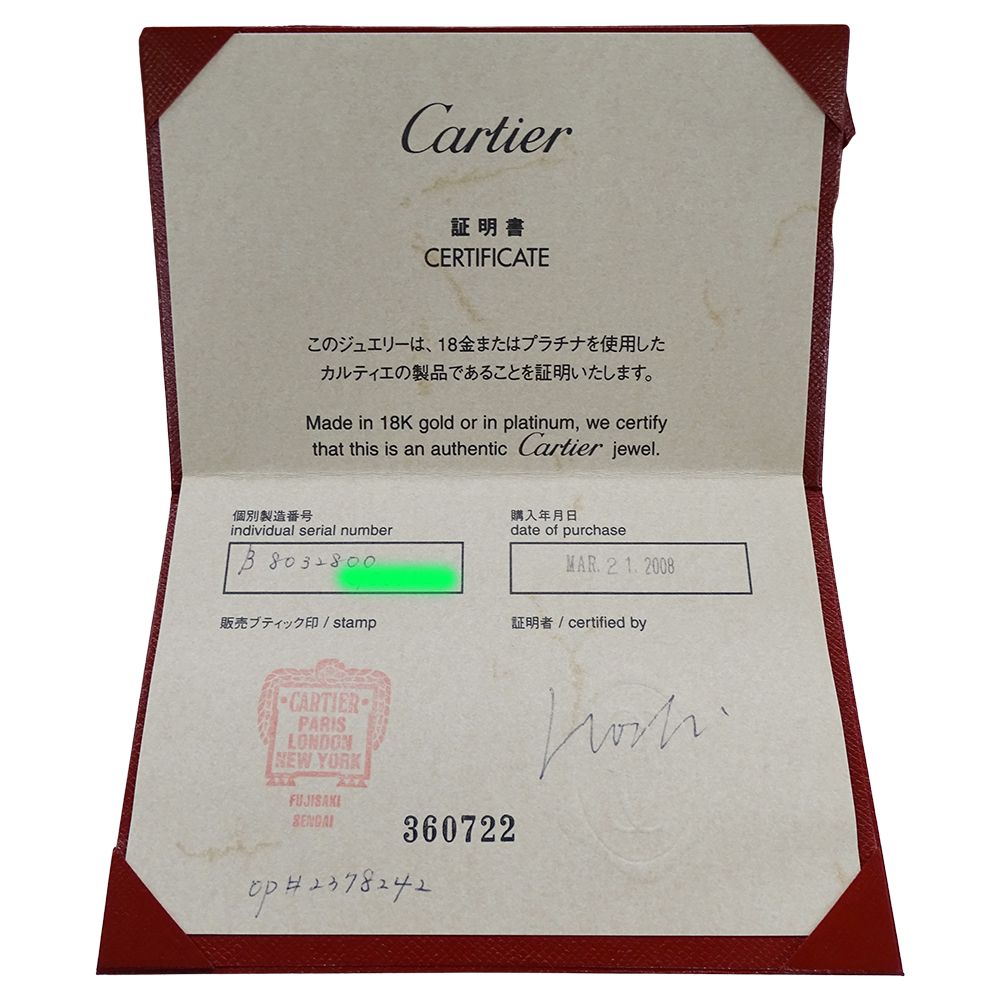 Cartier
証明書
CERTIFICATE
このジュエリーは、18金またはプラチナを使用した
カルティエの製品であることを証明いたします。
Made in 18K gold or in platinum, we certify
that this is an authentic Cartier jewel.
個別製造番号
individual serial number
B 8032800
購入年月日
date of purchase
MAR. 21. 2008
販売ブティック印 / stamp
証明者 / certified by
•CARTIER•
PARIS
LONDON
NEW YORK
FUJISAKI
SENDAI
360722
op#2378242